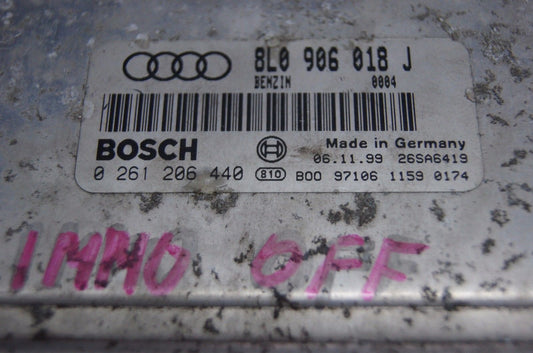 8L0 906 018 J
BENZIN 0004
BOSCH Made in Germany
06.11.99 26SA6419
0 261 206 440 810 B00 97106 1159 0174
IMMO OFF